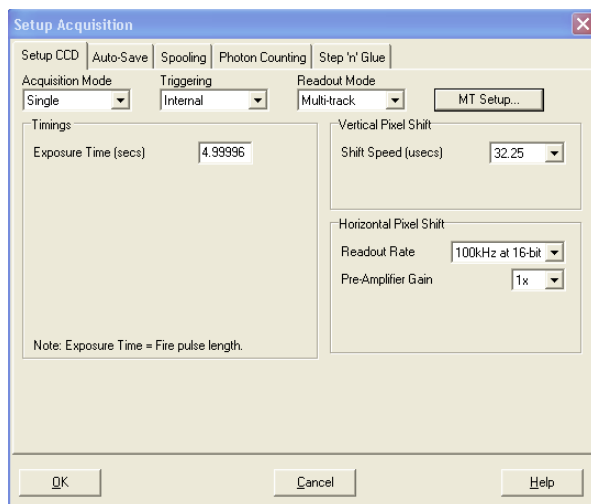 Setup Acquisition
Setup CCD Auto-Save Spooling Photon Counting Step 'n' Glue
Acquisition Mode Triggering Readout Mode
Single Internal Multi-track MT Setup...
Timings
Exposure Time (secs) 4.99996
Note: Exposure Time = Fire pulse length.
Vertical Pixel Shift
Shift Speed (usecs) 32.25
Horizontal Pixel Shift
Readout Rate 100kHz at 16-bit
Pre-Amplifier Gain 1x
OK Cancel Help